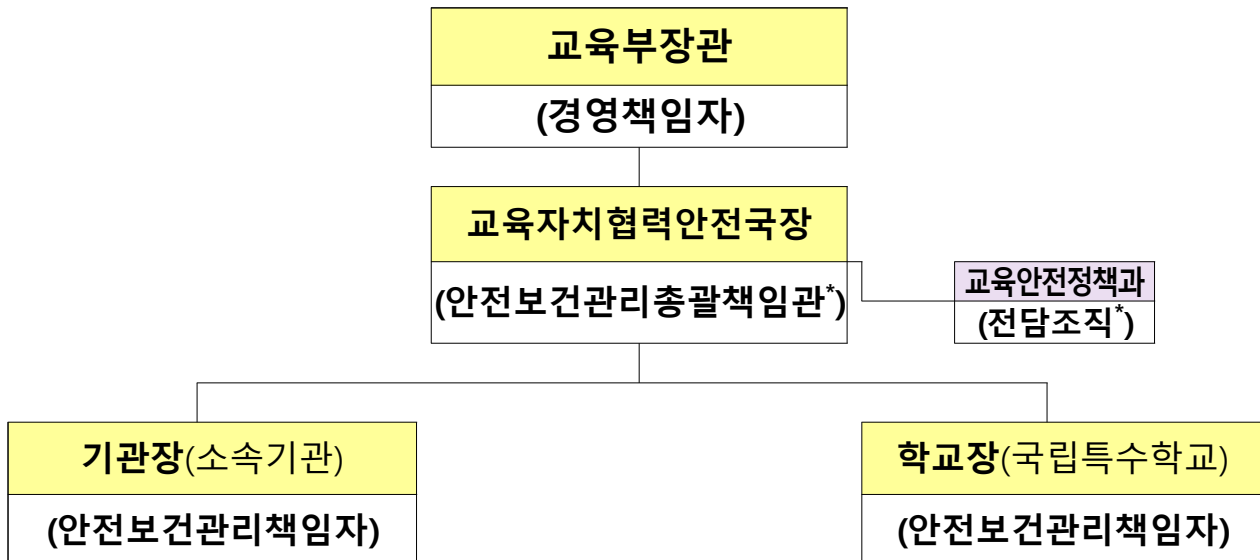 교육부장관
(경영책임자)
교육자치협력안전국장
(안전보건관리총괄책임관*)
교육안전정책과
(전담조직*)
기관장(소속기관)
(안전보건관리책임자)
학교장(국립특수학교)
(안전보건관리책임자)